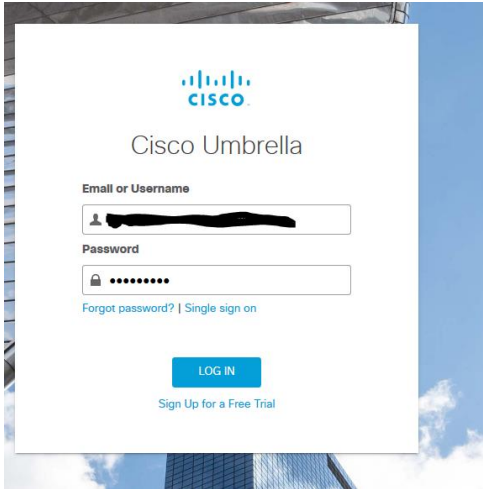 CISCO
Cisco Umbrella
Email or Username
Password
•••••••••
Forgot password? | Single sign on
LOG IN
Sign Up for a Free Trial